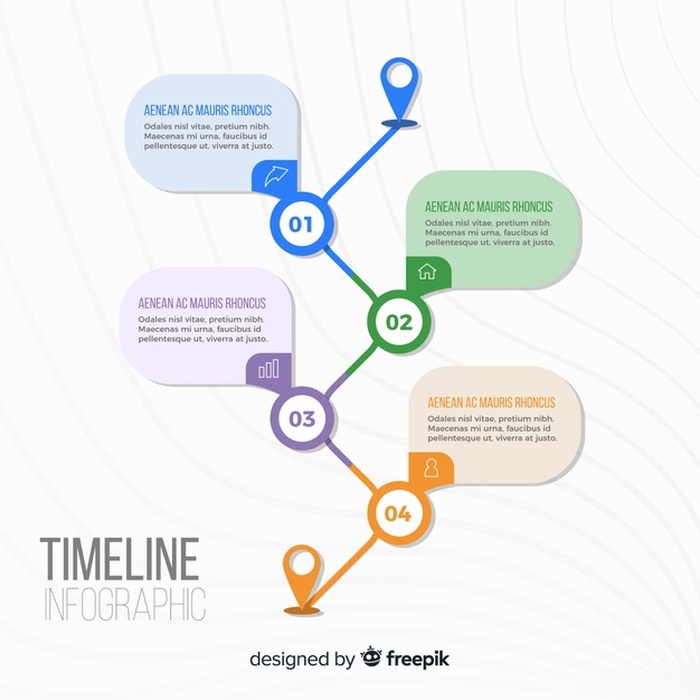 AENEAN AC MAURIS RHONCUS
Odales nisl vitae, pretium nibh.
Maecenas mi urna, faucibus id
pellentesque ut, viverra at justo.
01
AENEAN AC MAURIS RHONCUS
Odales nisl vitae, pretium nibh.
Maecenas mi urna, faucibus id
pellentesque ut, viverra at justo.
02
AENEAN AC MAURIS RHONCUS
Odales nisl vitae, pretium nibh.
Maecenas mi urna, faucibus id
pellentesque ut, viverra at justo.
03
AENEAN AC MAURIS RHONCUS
Odales nisl vitae, pretium nibh.
Maecenas mi urna, faucibus id
pellentesque ut, viverra at justo.
04
TIMELINE
INFOGRAPHIC
designed by freepik